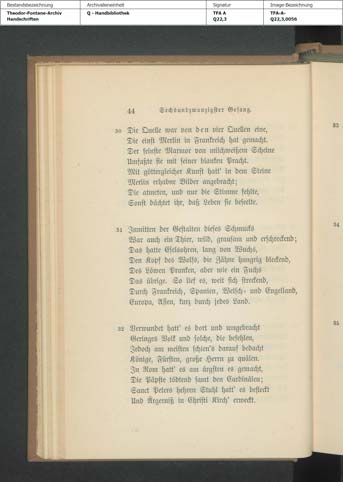 Bestandsbezeichnung
Theodor-Fontane-Archiv
Handschriften
Archivalieneinheit
Q - Handbibliothek
Signatur
TFA A
Q22,3
Image-Bezeichnung
TFA-A-
Q22,3,0056
44 Sechsundzwanzigster Gesang.
30 Die Quelle war von den vier Quellen eine,
Die einst Merlin in Frankreich hat gemacht.
Der feinste Marmor von milchweißem Scheine
Umfaßte sie mit seiner blanken Pracht.
Mit göttergleicher Kunst hatt' in dem Steine
Merlin erhabne Bilder angebracht;
Sie atmeten, und nur die Stimme fehlte,
Sonst dächtet ihr, daß Leben sie beseelte.
31 Inmitten der Gestalten dieses Schmucks
War auch ein Thier, wild, grausam und erschreckend;
Das hatte Eselsohren, lang von Wuchs,
Den Kopf des Wolfs, die Zähne hungrig bleckend,
Des Löwen Pranken, aber wie ein Fuchs
Das übrige. So lief es, weit sich streckend,
Durch Frankreich, Spanien, Welsch- und Engelland,
Europa, Asien, kurz durch jedes Land.
32 Verwundet hatt' es dort und umgebracht
Geringes Volk und solche, die befehlen,
Jedoch am meisten schien's darauf bedacht
Könige, Fürsten, große Herrn zu quälen.
In Rom hatt' es am ärgsten es gemacht,
Die Päpste tödtend samt den Cardinälen;
Sanct Peters hehren Stuhl hatt' es befleckt
Und Ärgerniß in Christi Kirch' erweckt.
33
34
35